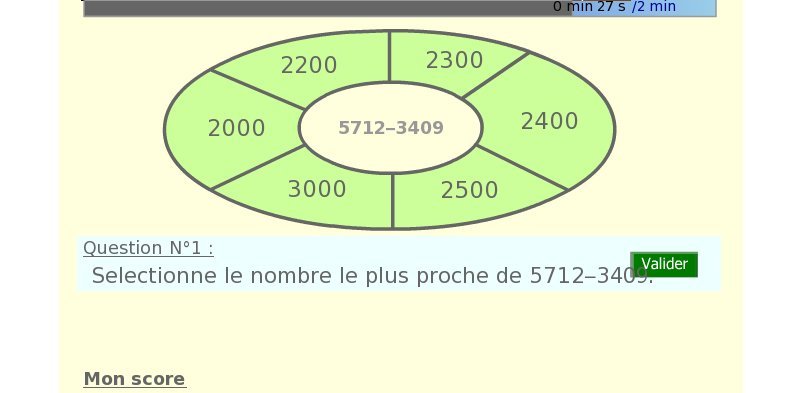 0 min 27 s /2 min
2200
2300
2000
5712–3409
2400
3000
2500
Question N°1 :
Selectionne le nombre le plus proche de 5712–3409.
Valider
Mon score